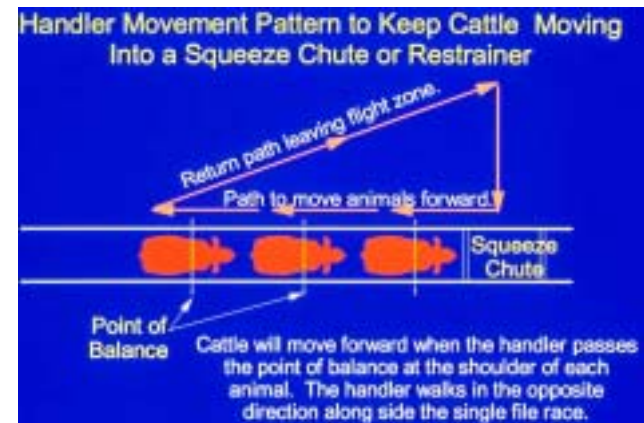 Handler Movement Pattern to Keep Cattle Moving
Into a Squeeze Chute or Restrainer
Return path leaving flight zone.
Path to move animals forward.
Squeeze
Chute
Point of
Balance
Cattle will move forward when the handler passes
the point of balance at the shoulder of each
animal. The handler walks in the opposite
direction along side the single file race.